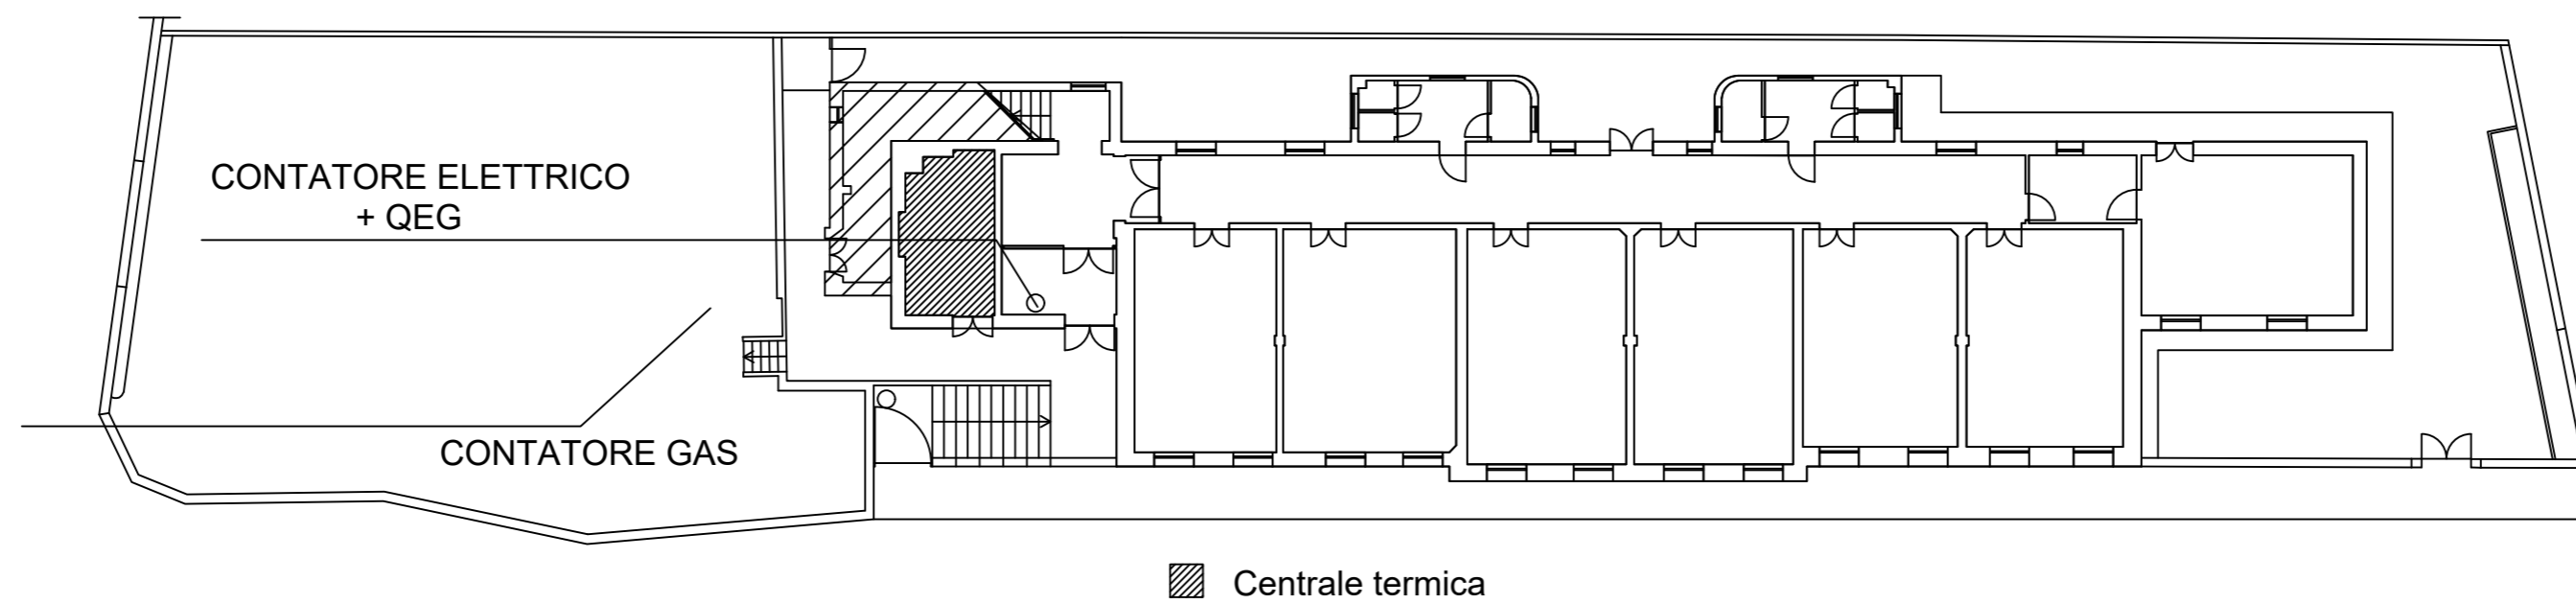 CONTATORE ELETTRICO
+ QEG
CONTATORE GAS
Centrale termica